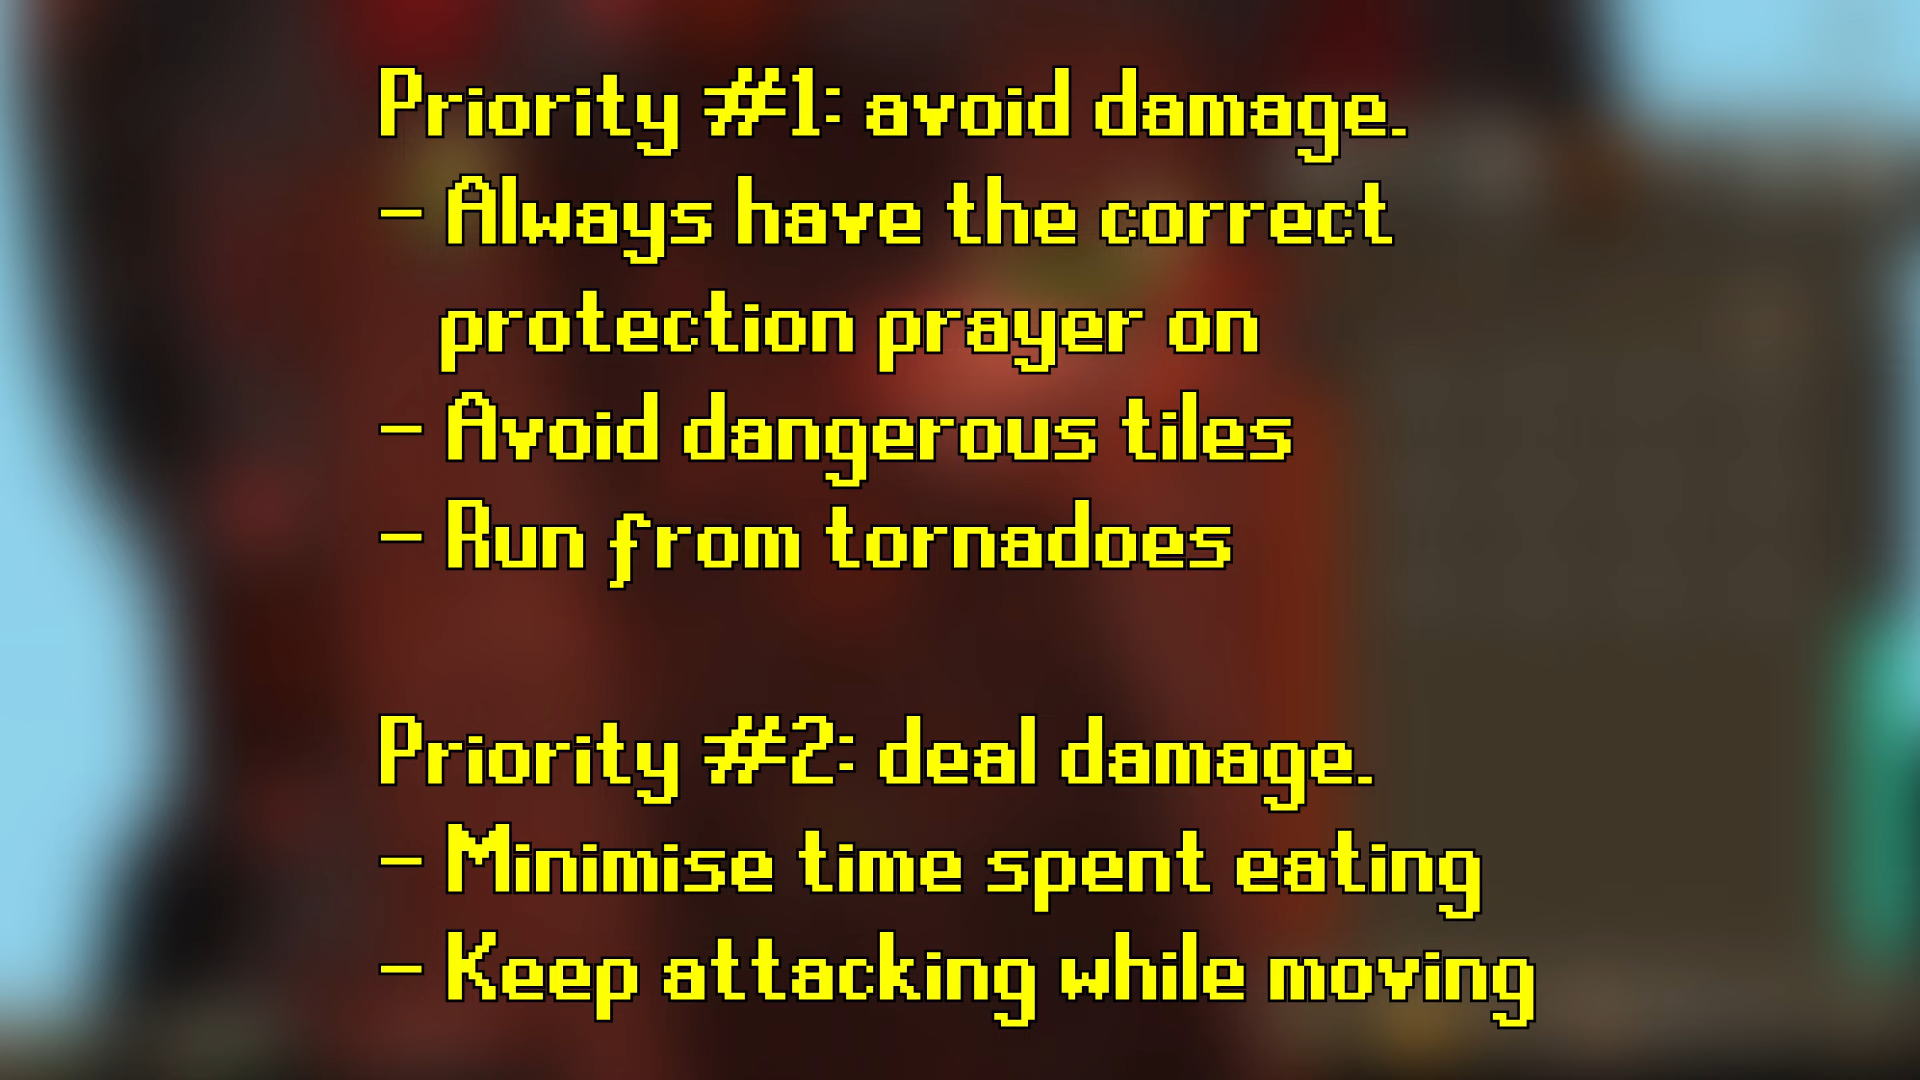 Priority #1: avoid damage.
- Always have the correct
protection prayer on
- Avoid dangerous tiles
- Run from tornadoes
Priority #2: deal damage.
- Minimise time spent eating
- Keep attacking while moving